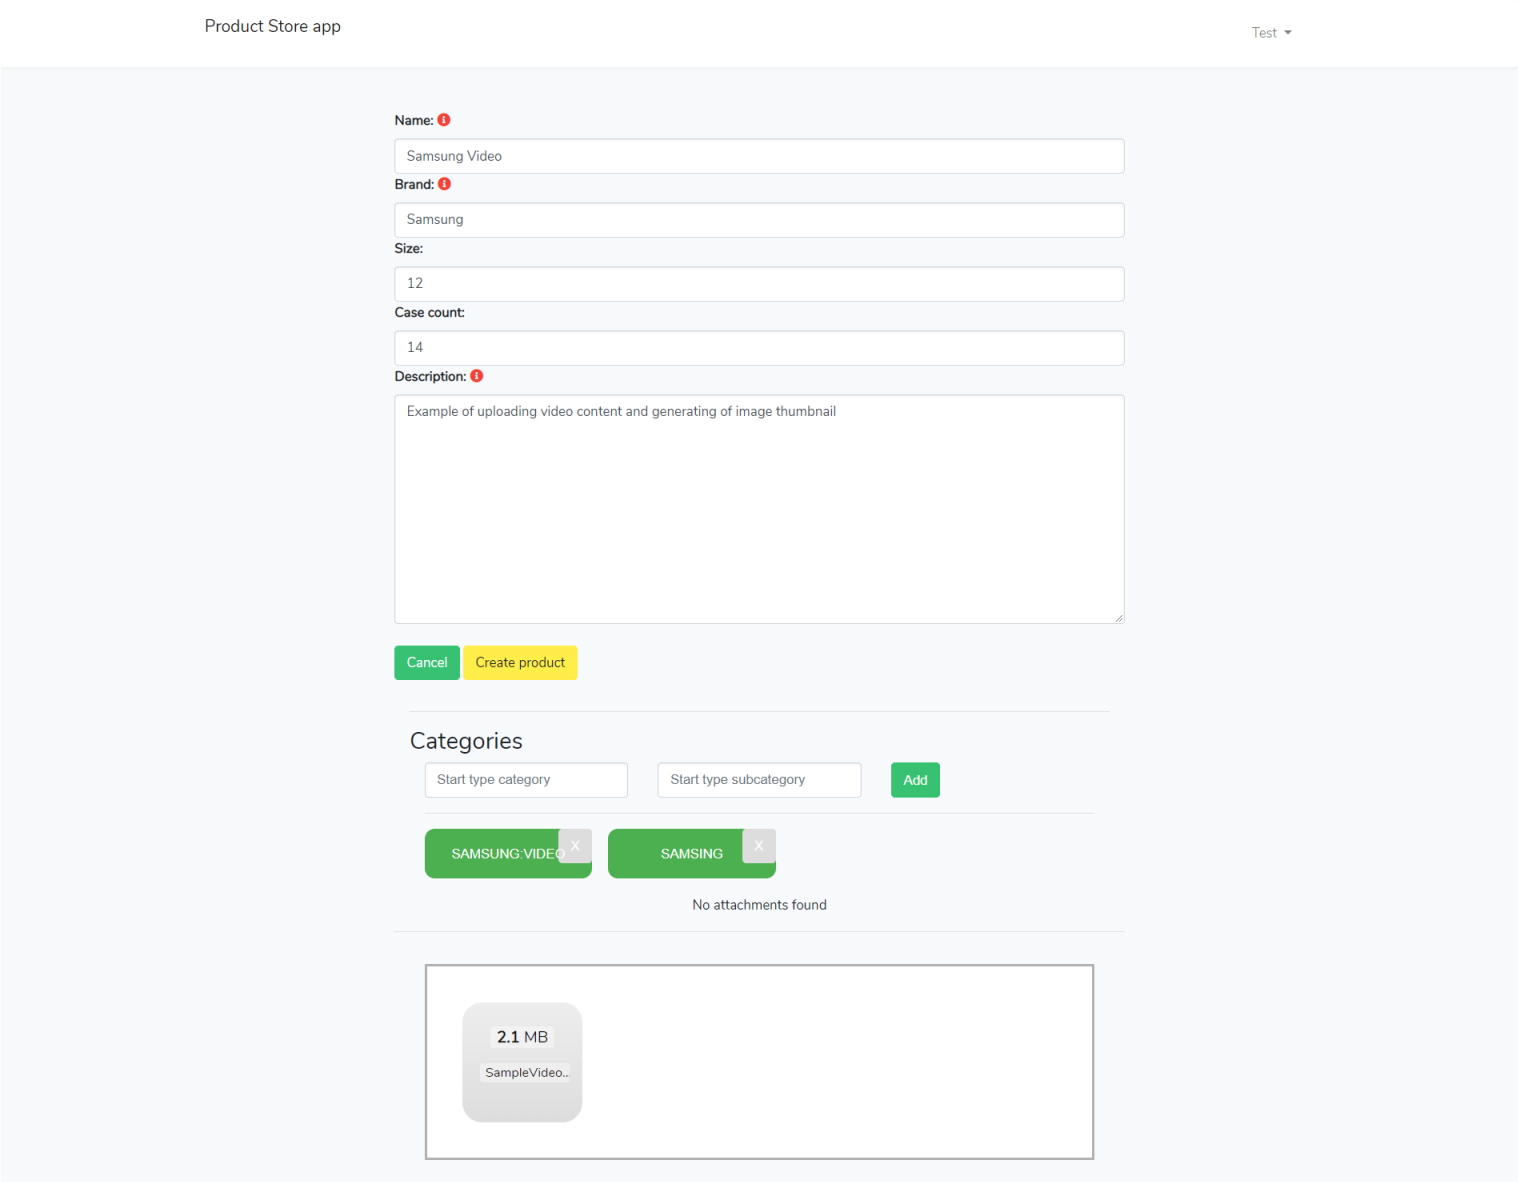 Product Store app
Test
Name:
Samsung Video
Brand:
Samsung
Size:
12
Case count:
14
Description:
Example of uploading video content and generating of image thumbnail
Cancel
Create product
Categories
Start type category
Start type subcategory
Add
SAMSUNG:VIDEO
X
SAMSING
X
No attachments found
2.1 MB
SampleVideo...